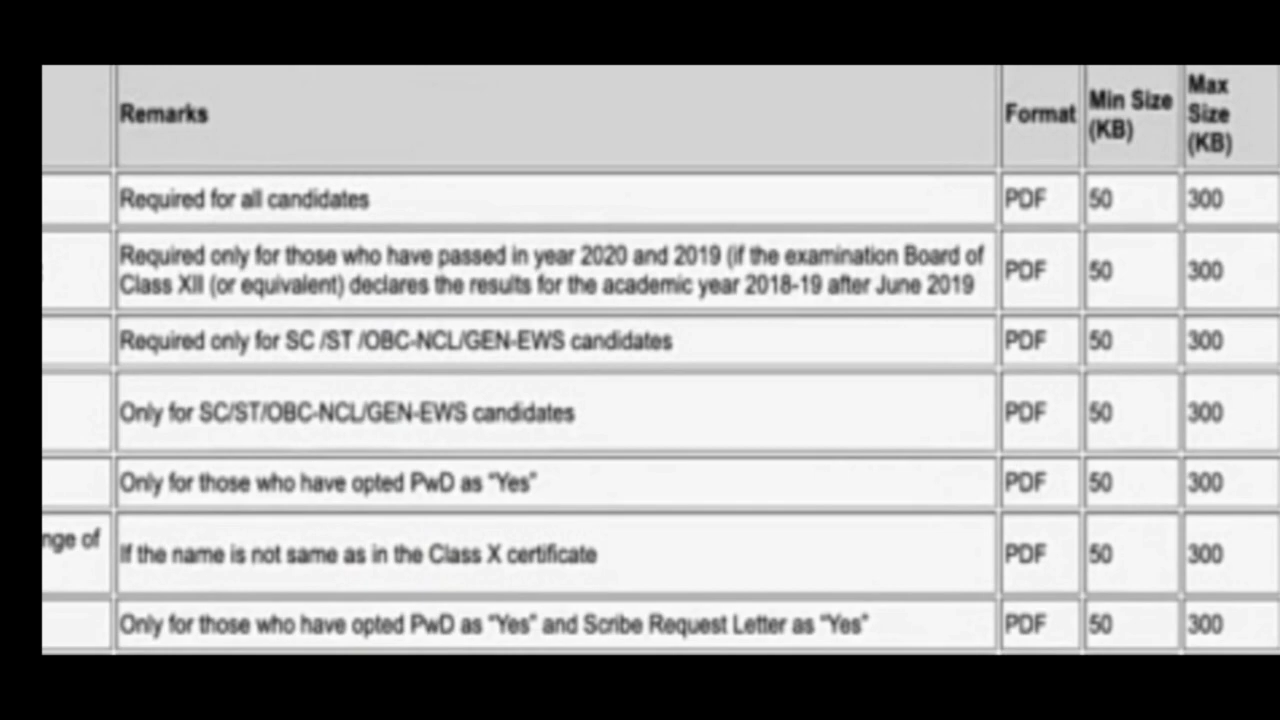 Remarks Format Min Size (KB) Max Size (KB)
Required for all candidates PDF 50 300
Required only for those who have passed in year 2020 and 2019 (if the examination Board of
Class XII (or equivalent) declares the results for the academic year 2018-19 after June 2019 PDF 50 300
Required only for SC /ST /OBC-NCL/GEN-EWS candidates PDF 50 300
Only for SC/ST/OBC-NCL/GEN-EWS candidates PDF 50 300
Only for those who have opted PwD as "Yes" PDF 50 300
nge of If the name is not same as in the Class X certificate PDF 50 300
Only for those who have opted PwD as "Yes" and Scribe Request Letter as "Yes" PDF 50 300